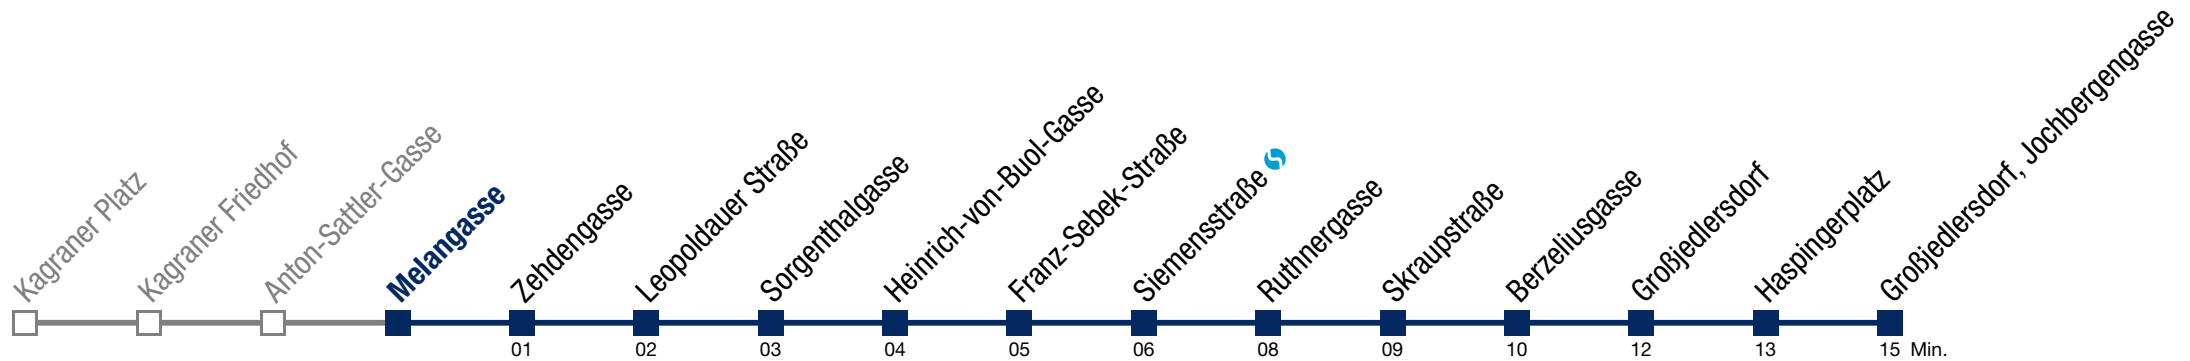 Kagraner Platz
Kagraner Friedhof
Anton-Sattler-Gasse
Melangasse
Zehdengasse
Leopoldauer Straße
Sorgenthalgasse
Heinrich-von-Buol-Gasse
Franz-Sebek-Straße
Siemensstraße
Ruthnergasse
Skraupstraße
Berzeliusgasse
Großjedlersdorf
Haspingerplatz
Großjedlersdorf, Jochbergengasse
01 02 03 04 05 06 08 09 10 12 13 15 Min.